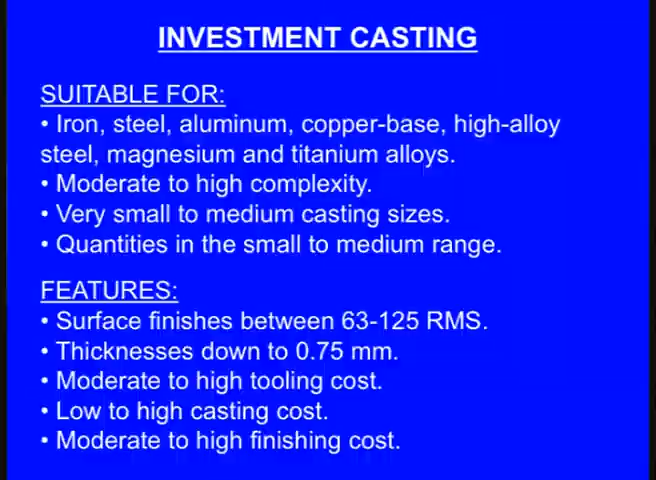 INVESTMENT CASTING
SUITABLE FOR:
• Iron, steel, aluminum, copper-base, high-alloy
steel, magnesium and titanium alloys.
• Moderate to high complexity.
• Very small to medium casting sizes.
• Quantities in the small to medium range.
FEATURES:
• Surface finishes between 63-125 RMS.
• Thicknesses down to 0.75 mm.
• Moderate to high tooling cost.
• Low to high casting cost.
• Moderate to high finishing cost.